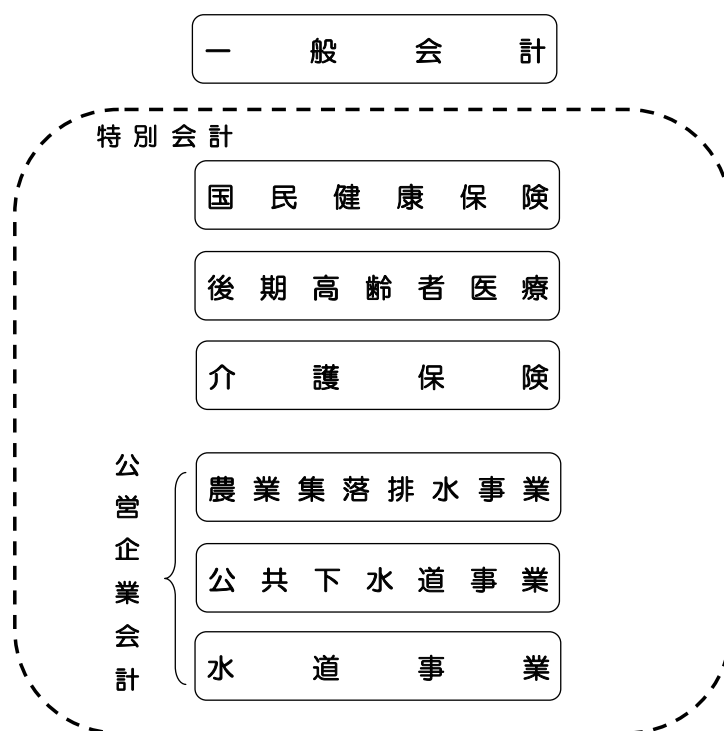 一般会計
特別会計
国民健康保険
後期高齢者医療
介護保険
公営企業会計
農業集落排水事業
公共下水道事業
水道事業